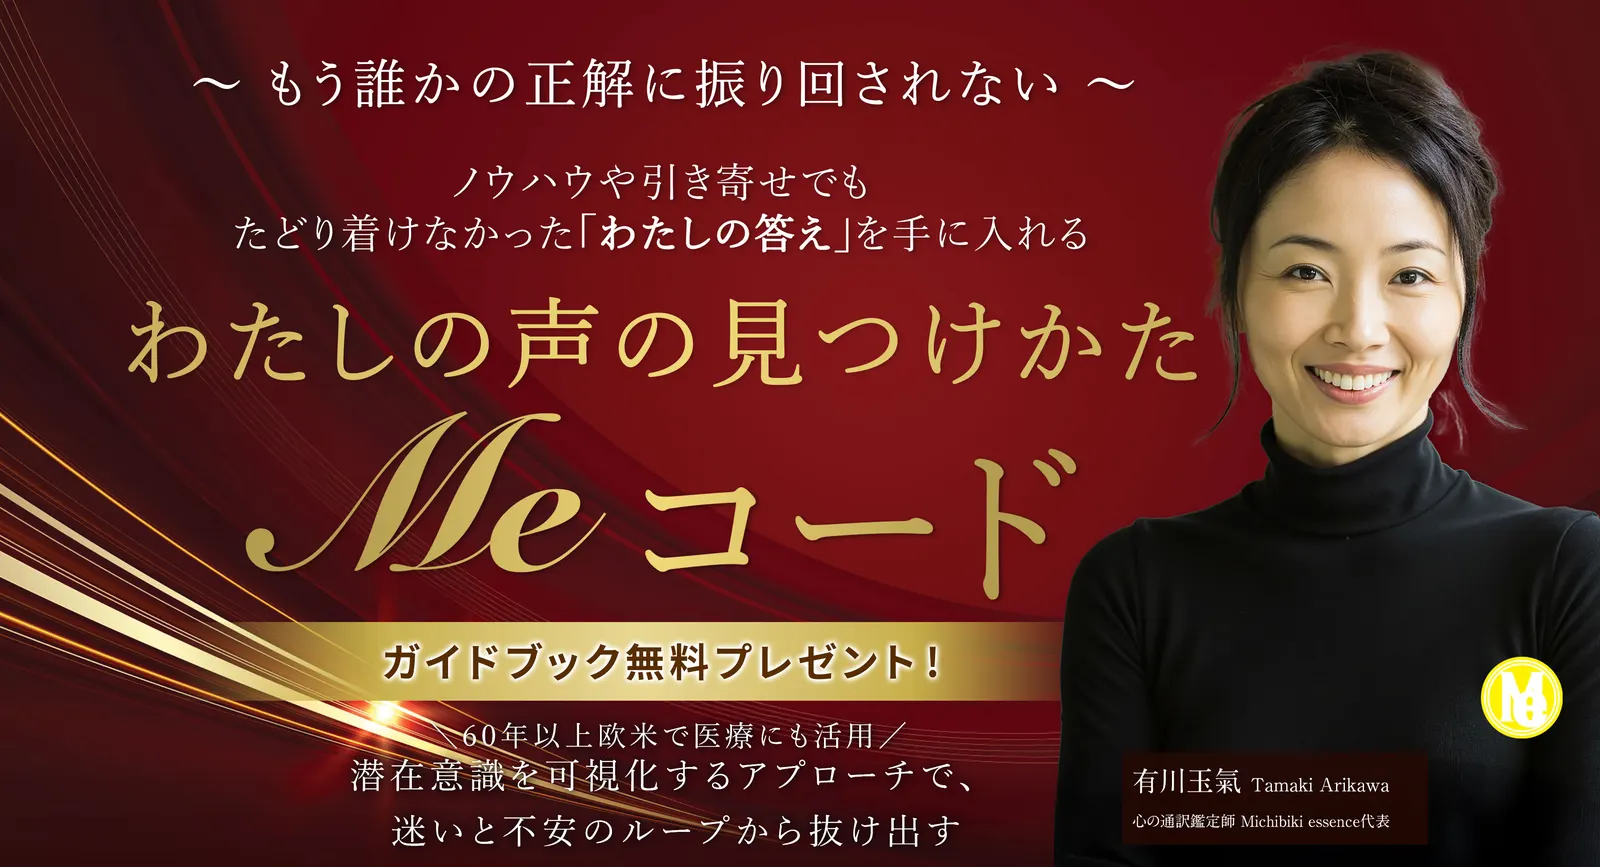 ～ もう誰かの正解に振り回されない ～
ノウハウや引き寄せでも
たどり着けなかった「わたしの答え」を手に入れる
わたしの声の見つけかた
Meコード
ガイドブック無料プレゼント！
＼60年以上欧米で医療にも活用／
潜在意識を可視化するアプローチで、
迷いと不安のループから抜け出す
Me
有川玉氣 Tamaki Arikawa
心の通訳鑑定師 Michibiki essence代表